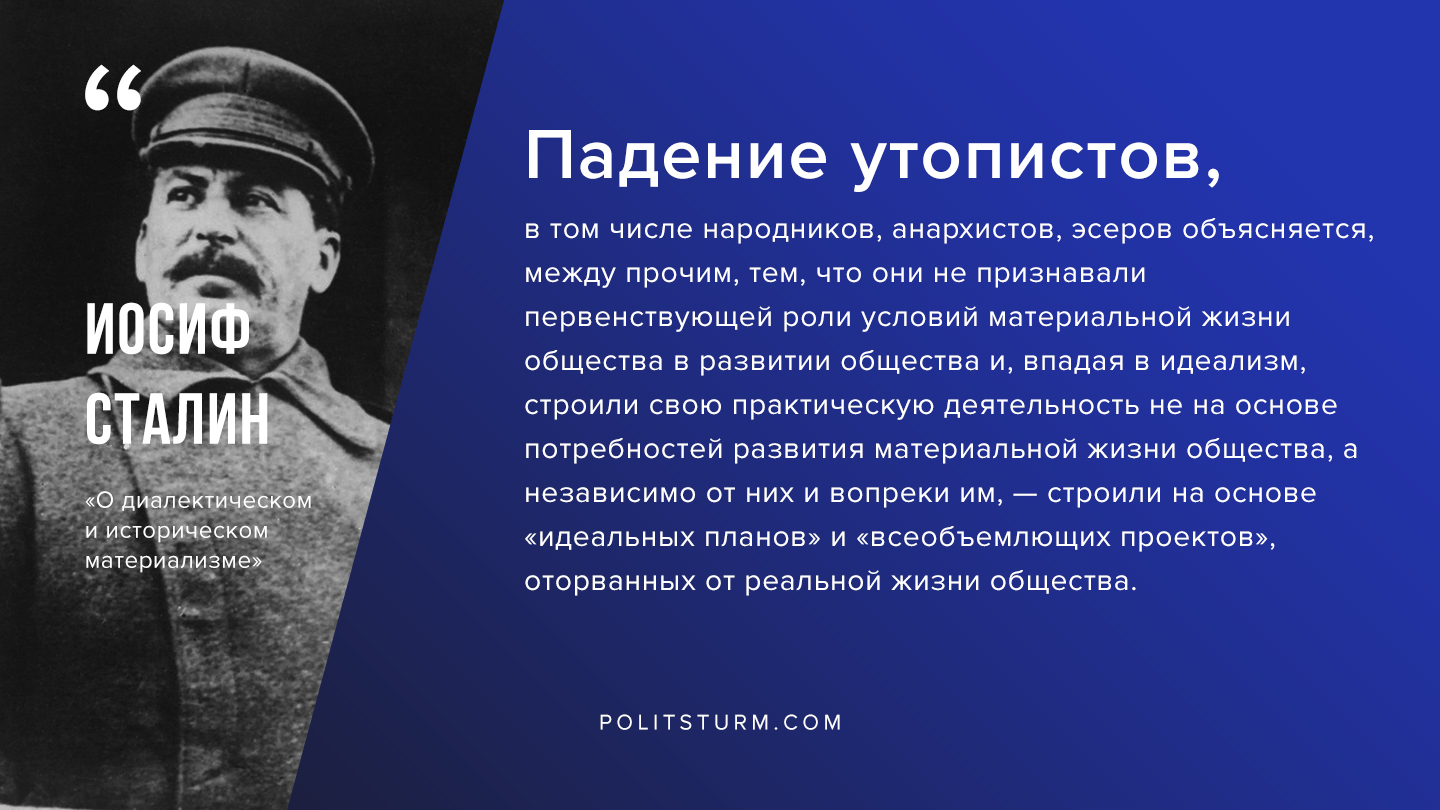 “
ИОСИФ
СТАЛИН
«О диалектическом
и историческом
материализме»
Падение утопистов,
в том числе народников, анархистов, эсеров объясняется,
между прочим, тем, что они не признавали
первенствующей роли условий материальной жизни
общества в развитии общества и, впадая в идеализм,
строили свою практическую деятельность не на основе
потребностей развития материальной жизни общества, а
независимо от них и вопреки им, — строили на основе
«идеальных планов» и «всеобъемлющих проектов»,
оторванных от реальной жизни общества.
POLITSTURM.COM